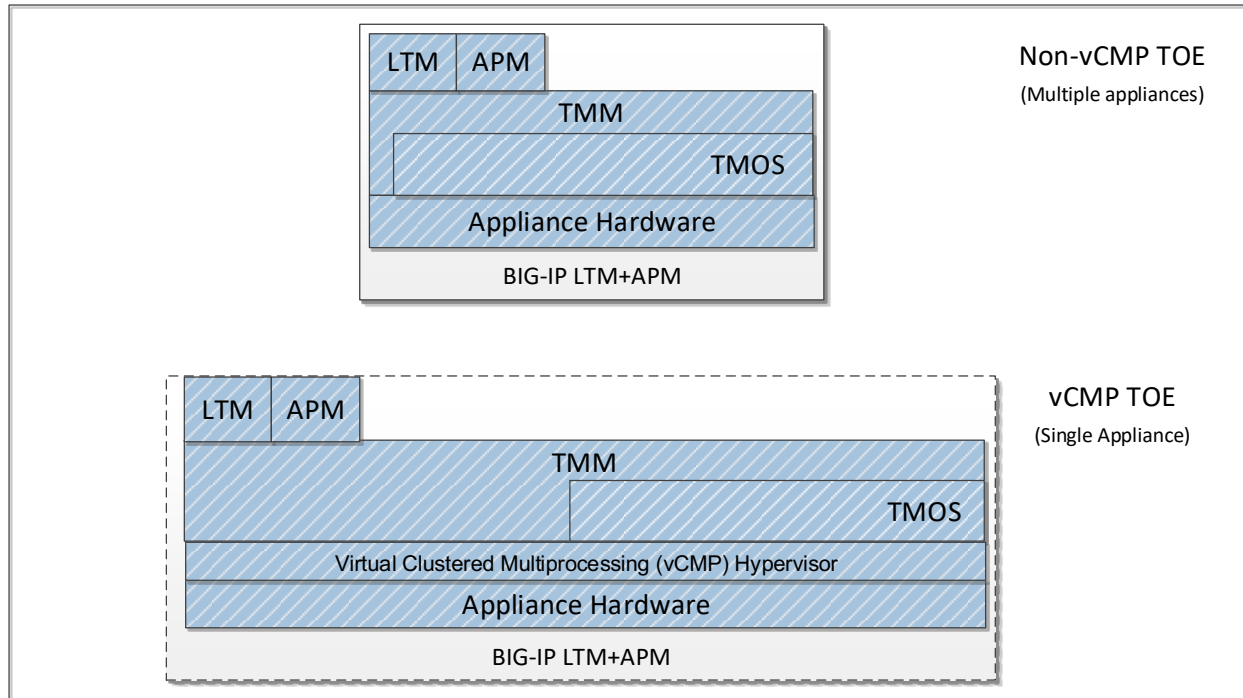 LTM APM
Non-vCMP TOE
(Multiple appliances)
TMM
TMOS
Appliance Hardware
BIG-IP LTM+APM
LTM APM
vCMP TOE
(Single Appliance)
TMM
TMOS
Virtual Clustered Multiprocessing (vCMP) Hypervisor
Appliance Hardware
BIG-IP LTM+APM